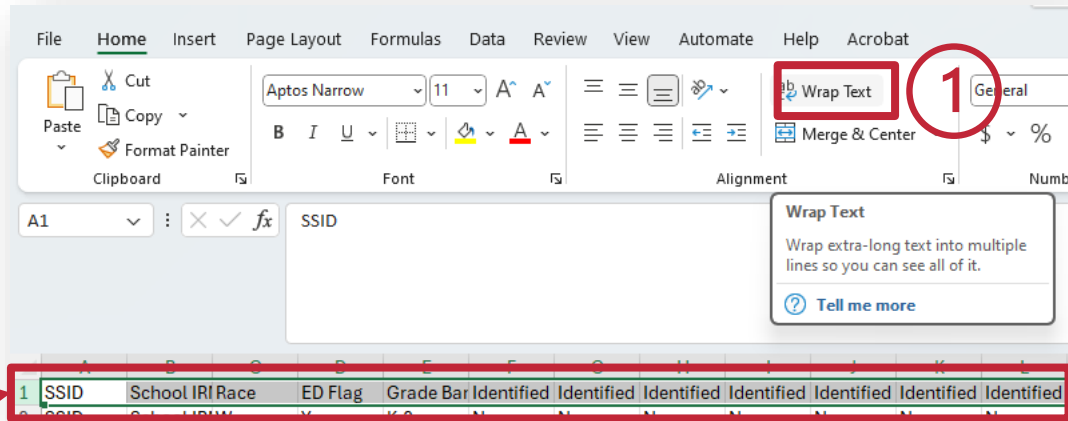 File Home Insert Page Layout Formulas Data Review View Automate Help Acrobat
Cut
Copy
Format Painter
Paste
Clipboard
Aptos Narrow 11 A A
B I U A
Font
Wrap Text
Merge & Center
Alignment
1
General
$ %
Numb
A1 fx SSID
Wrap Text
Wrap extra-long text into multiple
lines so you can see all of it.
Tell me more
1 SSID School IRI Race ED Flag Grade Bar Identified Identified Identified Identified Identified Identified Identified